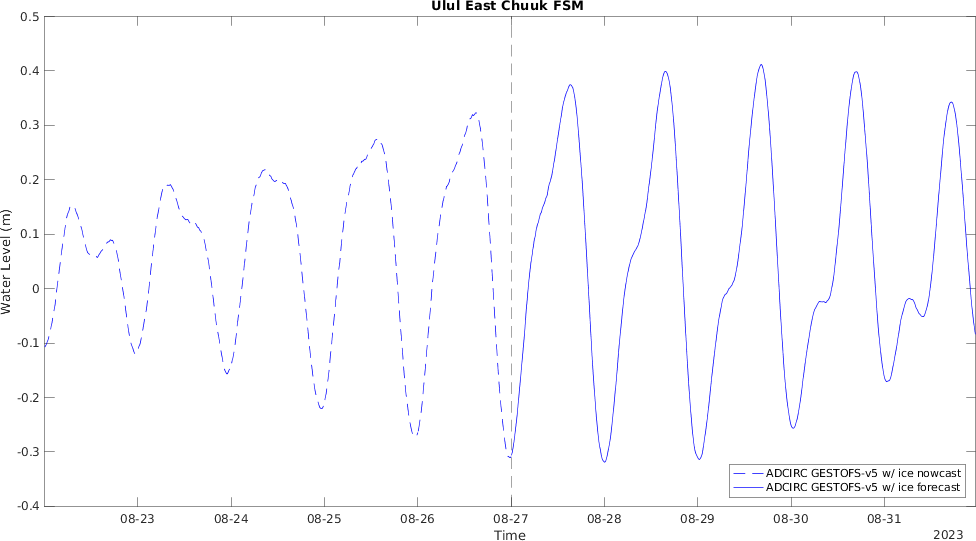 Ulul East Chuuk FSM
0.5
0.4
0.3
0.2
0.1
0
-0.1
-0.2
-0.3
-0.4
Water Level (m)
ADCIRC GESTOFS-v5 w/ ice nowcast
ADCIRC GESTOFS-v5 w/ ice forecast
08-23 08-24 08-25 08-26 08-27 08-28 08-29 08-30 08-31
Time
2023